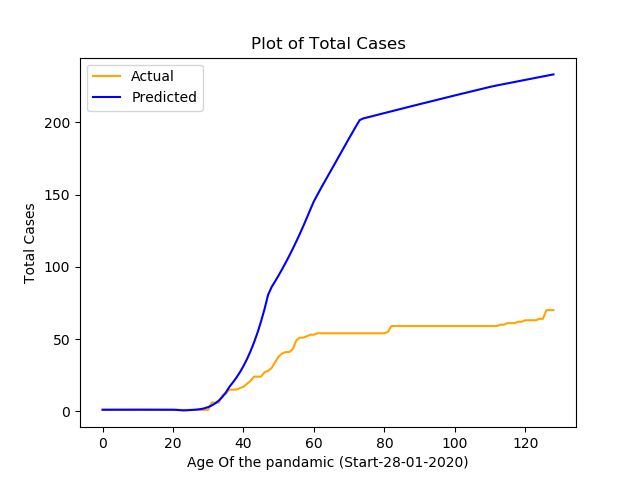 Plot of Total Cases
Actual
Predicted
Total Cases
200
150
100
50
0
0 20 40 60 80 100 120
Age Of the pandamic (Start-28-01-2020)